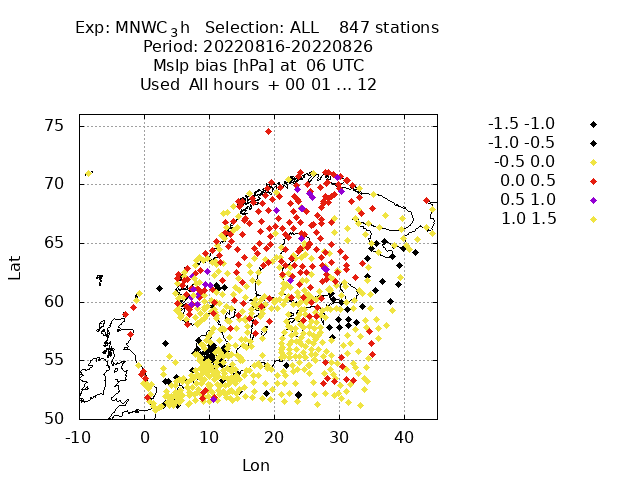 Exp: MNWC_3h Selection: ALL 847 stations
Period: 20220816-20220826
Mslp bias [hPa] at 06 UTC
Used All hours + 00 01 ... 12
-1.5 -1.0
-1.0 -0.5
-0.5 0.0
0.0 0.5
0.5 1.0
1.0 1.5
75
70
65
60
55
50
Lat
-10 0 10 20 30 40
Lon